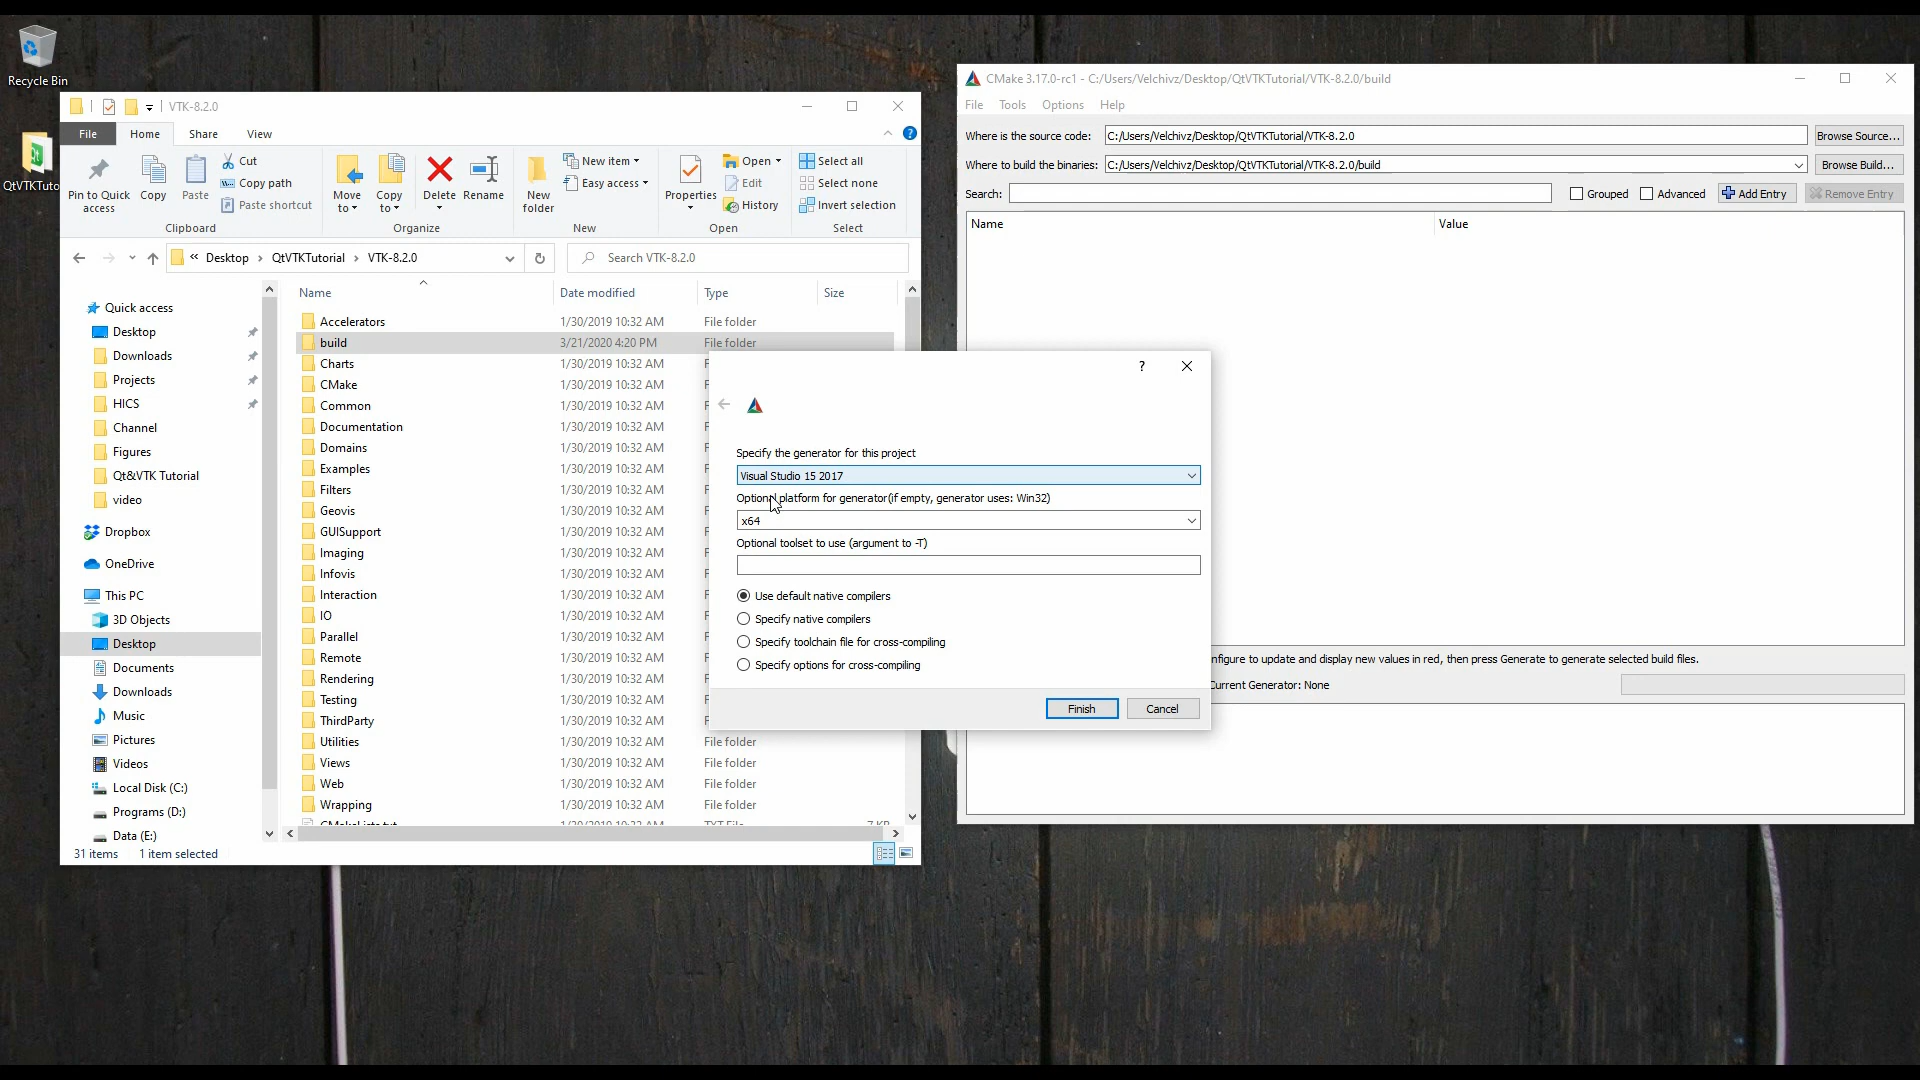 Recycle Bin
QtVTKTuto
VTK-8.2.0
File
Home
Share
View
Pin to Quick access
Copy
Paste
Cut
Copy path
Paste shortcut
Clipboard
Move to
Copy to
Delete
Rename
Organize
New folder
New item
Easy access
New
Properties
Open
Edit
History
Open
Select all
Select none
Invert selection
Select
« Desktop › QtVTKTutorial › VTK-8.2.0
Search VTK-8.2.0
Quick access
Desktop
Downloads
Projects
HICS
Channel
Figures
Qt&VTK Tutorial
video
Dropbox
OneDrive
This PC
3D Objects
Desktop
Documents
Downloads
Music
Pictures
Videos
Local Disk (C:)
Programs (D:)
Data (E:)
Name Date modified Type Size
Accelerators 1/30/2019 10:32 AM File folder
build 3/21/2020 4:20 PM File folder
Charts 1/30/2019 10:32 AM F
CMake 1/30/2019 10:32 AM F
Common 1/30/2019 10:32 AM F
Documentation 1/30/2019 10:32 AM F
Domains 1/30/2019 10:32 AM F
Examples 1/30/2019 10:32 AM F
Filters 1/30/2019 10:32 AM F
Geovis 1/30/2019 10:32 AM F
GUISupport 1/30/2019 10:32 AM F
Imaging 1/30/2019 10:32 AM F
Infovis 1/30/2019 10:32 AM F
Interaction 1/30/2019 10:32 AM F
IO 1/30/2019 10:32 AM F
Parallel 1/30/2019 10:32 AM F
Remote 1/30/2019 10:32 AM F
Rendering 1/30/2019 10:32 AM F
Testing 1/30/2019 10:32 AM F
ThirdParty 1/30/2019 10:32 AM F
Utilities 1/30/2019 10:32 AM File folder
Views 1/30/2019 10:32 AM File folder
Web 1/30/2019 10:32 AM File folder
Wrapping 1/30/2019 10:32 AM File folder
CMakeLists.txt 1/30/2019 10:32 AM TXT File 7 KB
31 items 1 item selected
CMake 3.17.0-rc1 - C:/Users/Velchivz/Desktop/QtVTKTutorial/VTK-8.2.0/build
File Tools Options Help
Where is the source code: C:/Users/Velchivz/Desktop/QtVTKTutorial/VTK-8.2.0 Browse Source...
Where to build the binaries: C:/Users/Velchivz/Desktop/QtVTKTutorial/VTK-8.2.0/build Browse Build...
Search: Grouped Advanced Add Entry Remove Entry
Name Value
nfigure to update and display new values in red, then press Generate to generate selected build files.
Current Generator: None
?
Specify the generator for this project
Visual Studio 15 2017
Optional platform for generator(if empty, generator uses: Win32)
x64
Optional toolset to use (argument to -T)
Use default native compilers
Specify native compilers
Specify toolchain file for cross-compiling
Specify options for cross-compiling
Finish Cancel